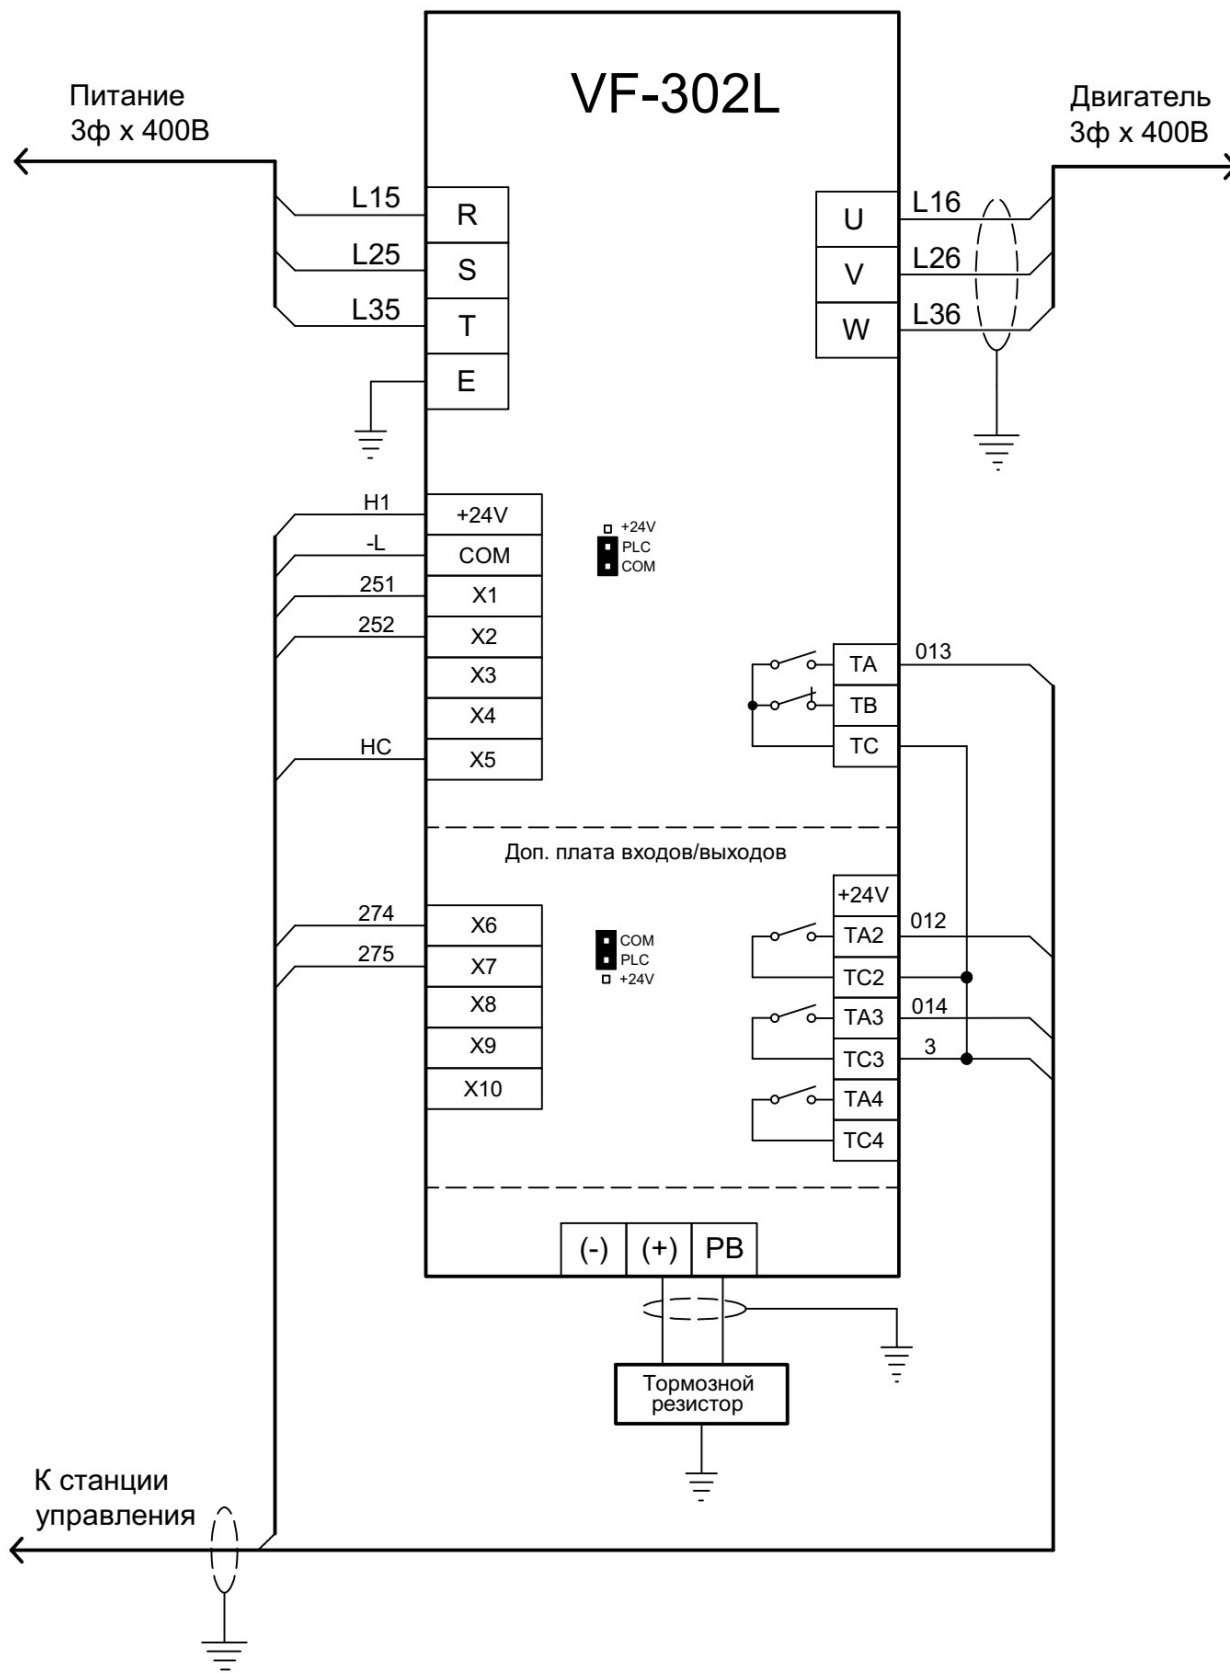 VF-302L
Питание
3ф x 400В
Двигатель
3ф x 400В
L15
R
L25
S
L35
T
E
U
L16
V
L26
W
L36
H1
+24V
-L
COM
251
X1
252
X2
X3
X4
HC
X5
+24V
PLC
COM
TA
013
TB
TC
Доп. плата входов/выходов
274
X6
275
X7
X8
X9
X10
COM
PLC
+24V
+24V
TA2
012
TC2
TA3
014
TC3
3
TA4
TC4
(-)
(+)
PB
Тормозной
резистор
К станции
управления